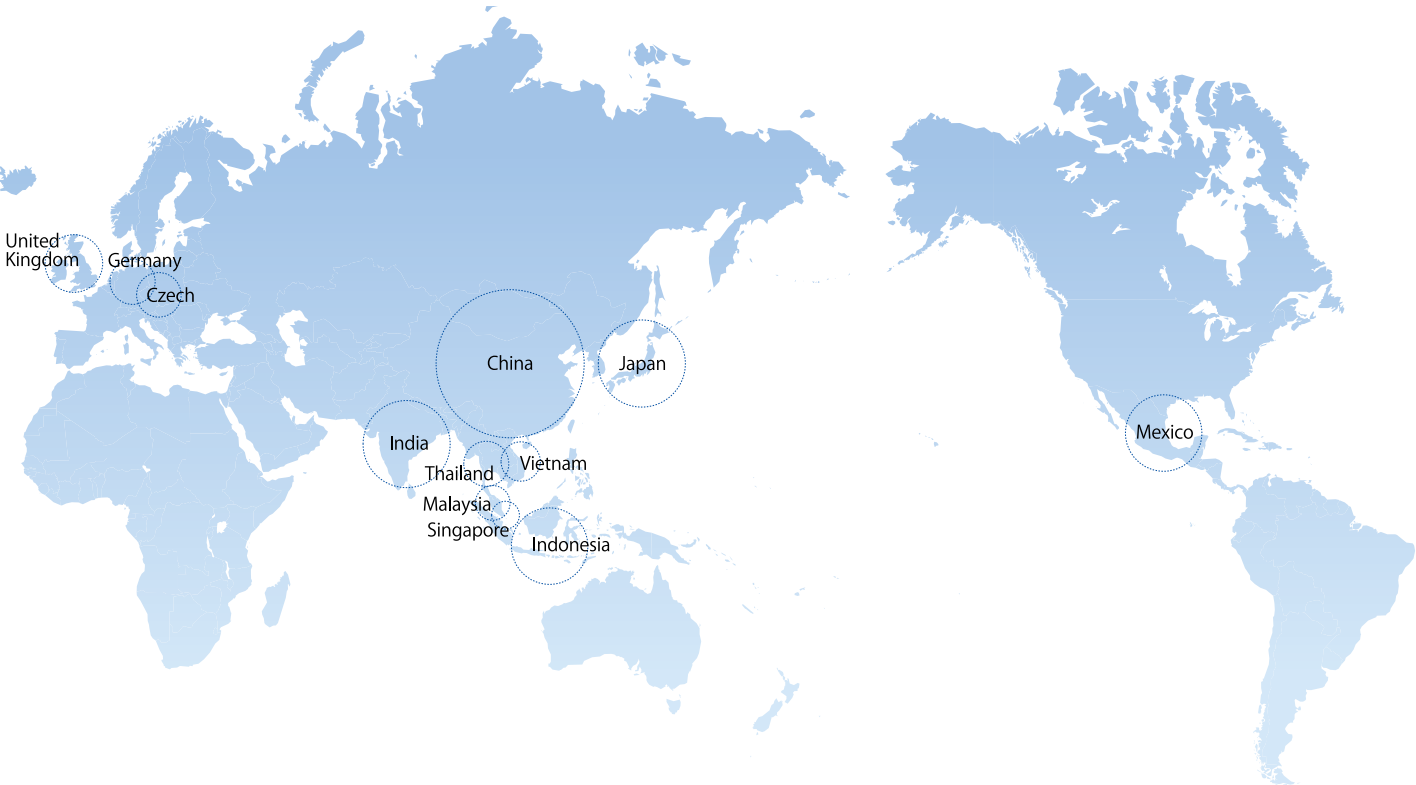 United
Kingdom
Germany
Czech
China
Japan
India
Mexico
Thailand
Vietnam
Malaysia
Singapore
Indonesia